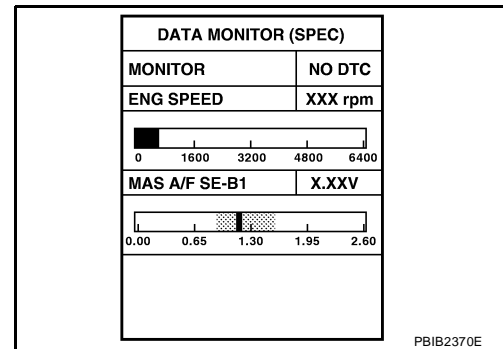 DATA MONITOR (SPEC)
MONITOR NO DTC
ENG SPEED XXX rpm
0 1600 3200 4800 6400
MAS A/F SE-B1 X.XXV
0.00 0.65 1.30 1.95 2.60
PBIB2370E